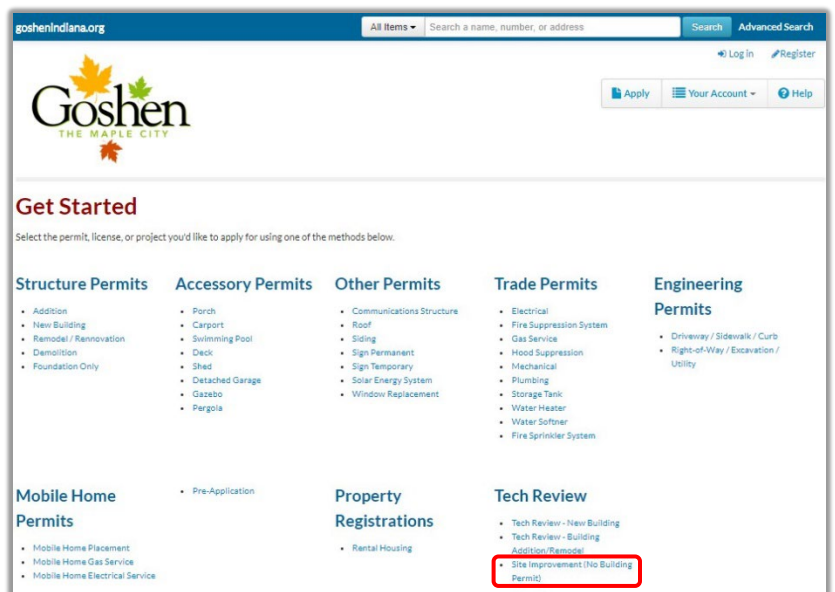 goshenindiana.org
All Items
Search a name, number, or address
Search
Advanced Search
Log in
Register
Goshen
THE MAPLE CITY
Apply
Your Account
Help
Get Started
Select the permit, license, or project you'd like to apply for using one of the methods below.
Structure Permits
Addition
New Building
Remodel / Rennovation
Demolition
Foundation Only
Accessory Permits
Porch
Carport
Swimming Pool
Deck
Shed
Detached Garage
Gazebo
Pergola
Other Permits
Communications Structure
Roof
Siding
Sign Permanent
Sign Temporary
Solar Energy System
Window Replacement
Trade Permits
Electrical
Fire Suppression System
Gas Service
Hood Suppression
Mechanical
Plumbing
Storage Tank
Water Heater
Water Softner
Fire Sprinkler System
Engineering
Permits
Driveway / Sidewalk / Curb
Right-of-Way / Excavation /
Utility
Mobile Home
Permits
Mobile Home Placement
Mobile Home Gas Service
Mobile Home Electrical Service
Pre-Application
Property
Registrations
Rental Housing
Tech Review
Tech Review - New Building
Tech Review - Building
Addition/Remodel
Site Improvement (No Building
Permit)